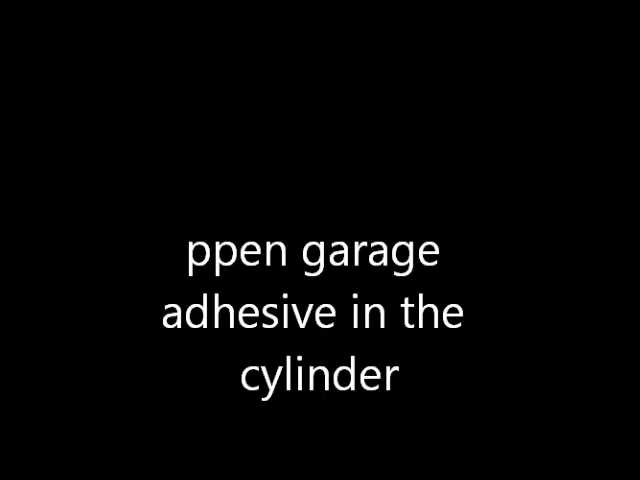 ppen garage
adhesive in the
cylinder